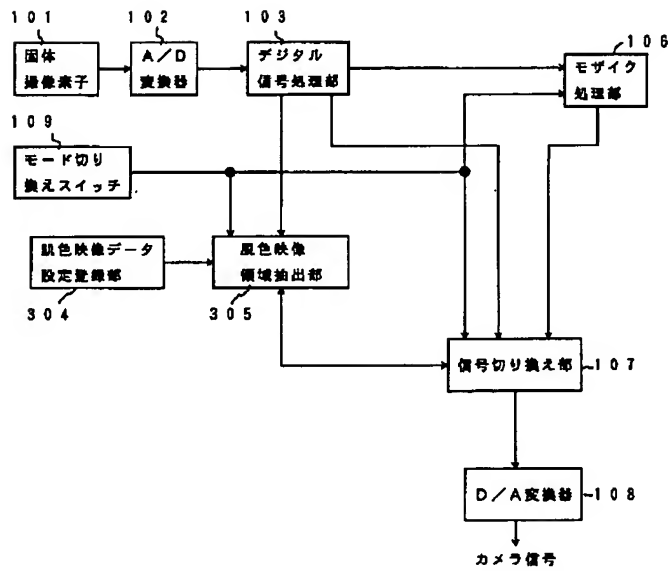 101
固体
撮像素子
102
A/D
変換器
103
デジタル
信号処理部
106
モザイク
処理部
109
モード切り
換えスイッチ
肌色映像データ
設定登録部
304
肌色映像
領域抽出部
305
信号切り換え部
107
D/A変換器
108
カメラ信号